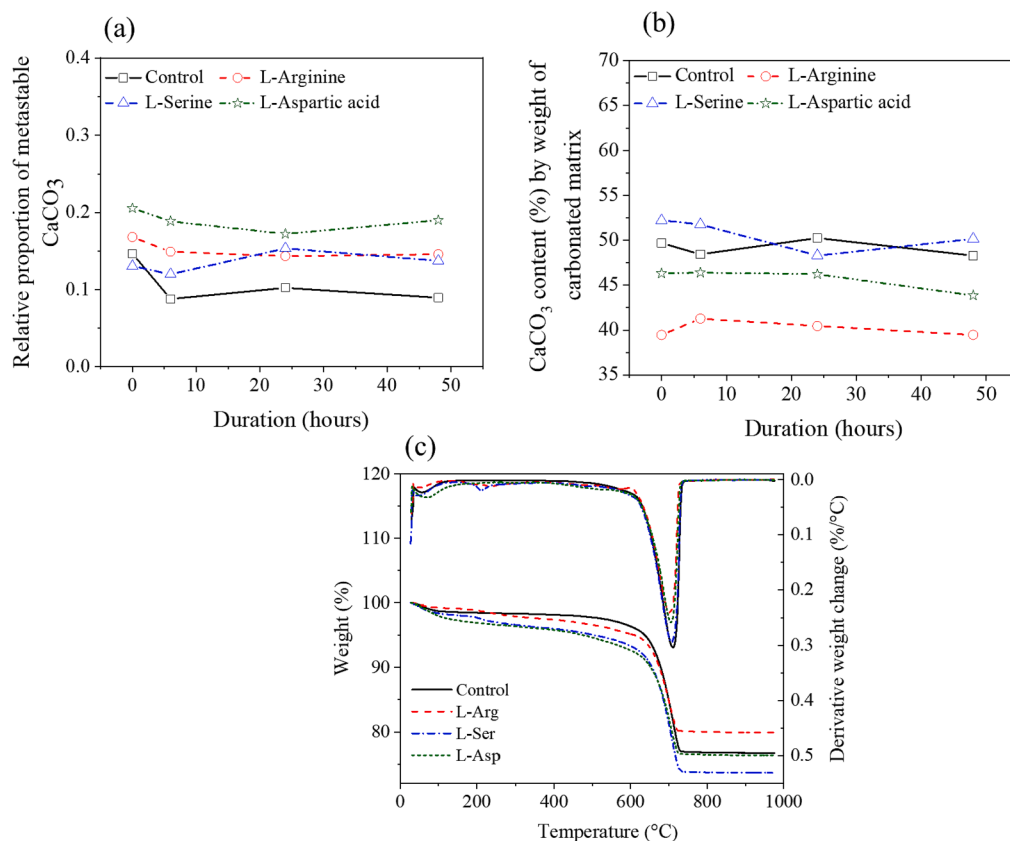 (a)
Relative proportion of metastable
CaCO3
0.4
0.3
0.2
0.1
0.0
Control
L-Arginine
L-Serine
L-Aspartic acid
0 10 20 30 40 50
Duration (hours)
(b)
CaCO3 content (%) by weight of
carbonated matrix
70
65
60
55
50
45
40
35
Control
L-Arginine
L-Serine
L-Aspartic acid
0 10 20 30 40 50
Duration (hours)
(c)
Weight (%)
120
110
100
90
80
Control
L-Arg
L-Ser
L-Asp
0 200 400 600 800 1000
Temperature (°C)
0.0
0.1
0.2
0.3
0.4
0.5
Derivative weight change (%/°C)